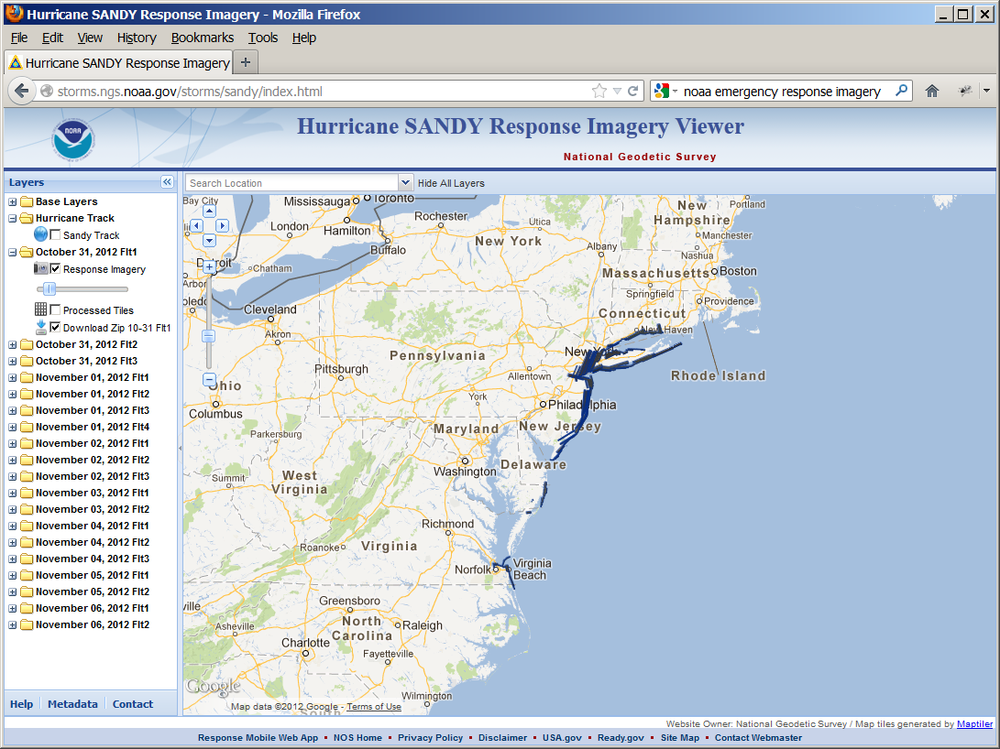 Hurricane SANDY Response Imagery - Mozilla Firefox
File Edit View History Bookmarks Tools Help
Hurricane SANDY Response Imagery
storms.ngs.noaa.gov/storms/sandy/index.html
noaa emergency response imagery
NOAA
Hurricane SANDY Response Imagery Viewer
National Geodetic Survey
Layers
Base Layers
Hurricane Track
Sandy Track
October 31, 2012 Flt1
Response Imagery
Processed Tiles
Download Zip 10-31 Flt1
October 31, 2012 Flt2
October 31, 2012 Flt3
November 01, 2012 Flt1
November 01, 2012 Flt2
November 01, 2012 Flt3
November 01, 2012 Flt4
November 02, 2012 Flt1
November 02, 2012 Flt2
November 02, 2012 Flt3
November 03, 2012 Flt1
November 03, 2012 Flt2
November 04, 2012 Flt1
November 04, 2012 Flt2
November 04, 2012 Flt3
November 05, 2012 Flt1
November 05, 2012 Flt2
November 06, 2012 Flt1
November 06, 2012 Flt2
Help Metadata Contact
Search Location
Hide All Layers
Bay City
Mississauga
Toronto
Portland
New
Hampshire
Rochester
Utica
London
Hamilton
Manchester
Buffalo
New York
Albany
Nashua
Detroit
Chatham
Massachusetts
Boston
Arbor
Springfield
Providence
Toledo
Cleveland
Connecticut
Akron
New Haven
New York
Pennsylvania
Pittsburgh
Allentown
Rhode Island
Ohio
York
Philadelphia
Columbus
Maryland
New Jersey
Parkersburg
Delaware
Washington
Summit
West
Virginia
Richmond
Roanoke
Virginia
Norfolk
Virginia
Beach
Greensboro
ville
North
Carolina
Raleigh
Asheville
Charlotte
Fayetteville
Google
Wilmington
Map data ©2012 Google - Terms of Use
South
Website Owner: National Geodetic Survey / Map tiles generated by Maptiler
Response Mobile Web App ▪ NOS Home ▪ Privacy Policy ▪ Disclaimer ▪ USA.gov ▪ Ready.gov ▪ Site Map ▪ Contact Webmaster